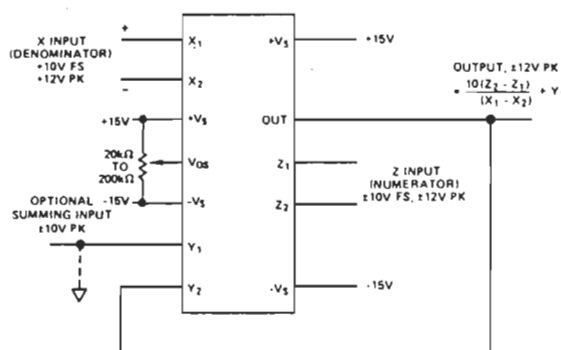 +
X INPUT
(DENOMINATOR)
+10V FS
+12V PK
-
X1
X2
+VS
+15V
OUTPUT, ±12V PK
= 10(Z2 - Z1)
(X1 - X2)
+ Y
+15V
+VS
OUT
20kΩ
TO
200kΩ
VOS
Z1
Z INPUT
(NUMERATOR)
±10V FS, ±12V PK
OPTIONAL
SUMMING INPUT
±10V PK
-15V
-VS
Z2
Y1
Y2
-VS
-15V